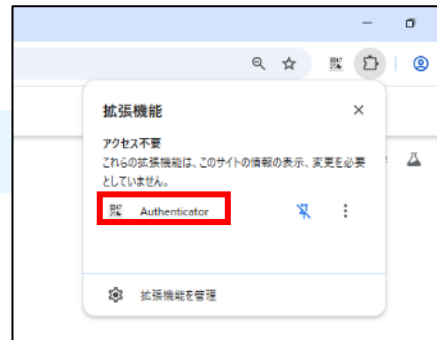 拡張機能
アクセス不要
これらの拡張機能は、このサイトの情報の表示、変更を必要
としていません。
Authenticator
拡張機能を管理